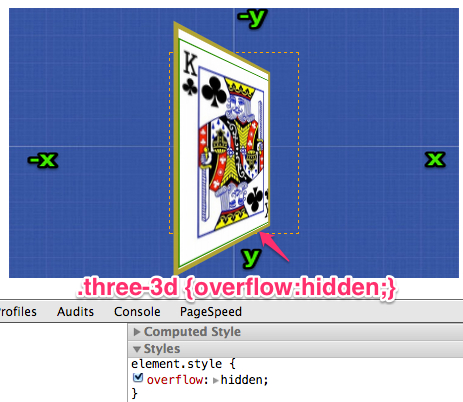 -y
K
-x
x
y
.three-3d {overflow:hidden;}
rofiles Audits Console PageSpeed
Computed Style
Styles
element.style {
overflow: hidden;
}